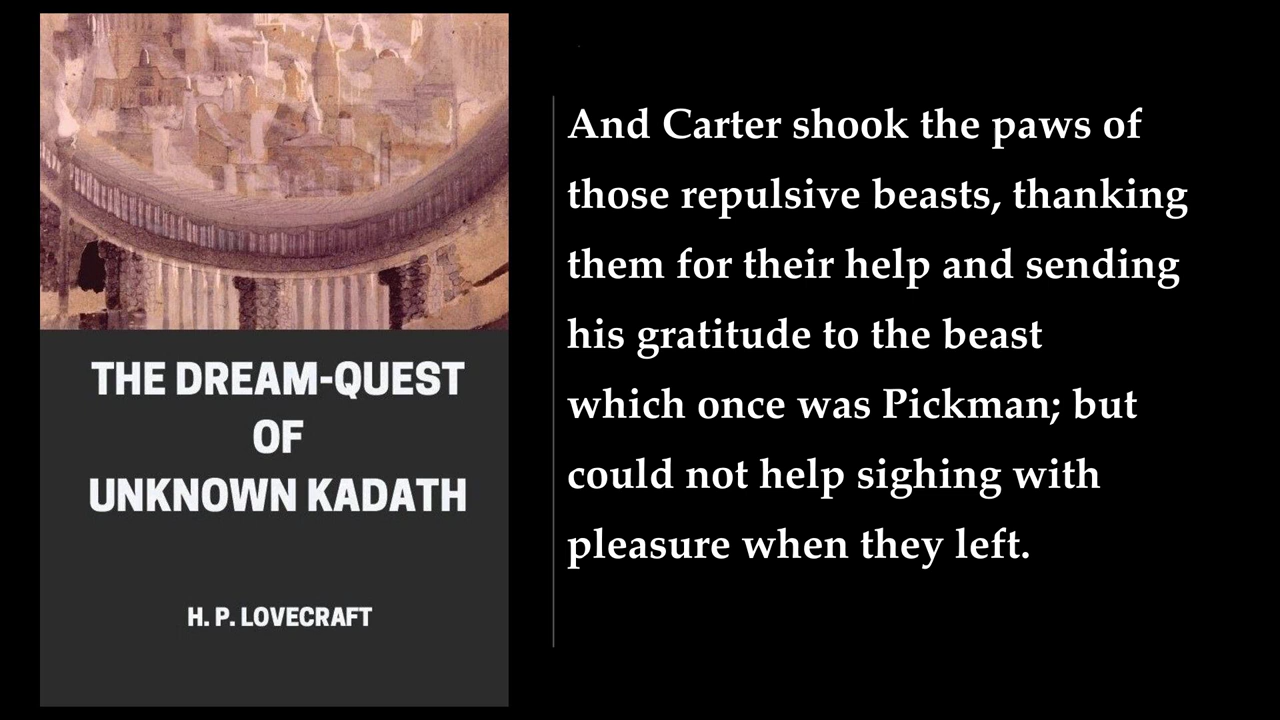 THE DREAM-QUEST
OF
UNKNOWN KADATH
H. P. LOVECRAFT
And Carter shook the paws of
those repulsive beasts, thanking
them for their help and sending
his gratitude to the beast
which once was Pickman; but
could not help sighing with
pleasure when they left.